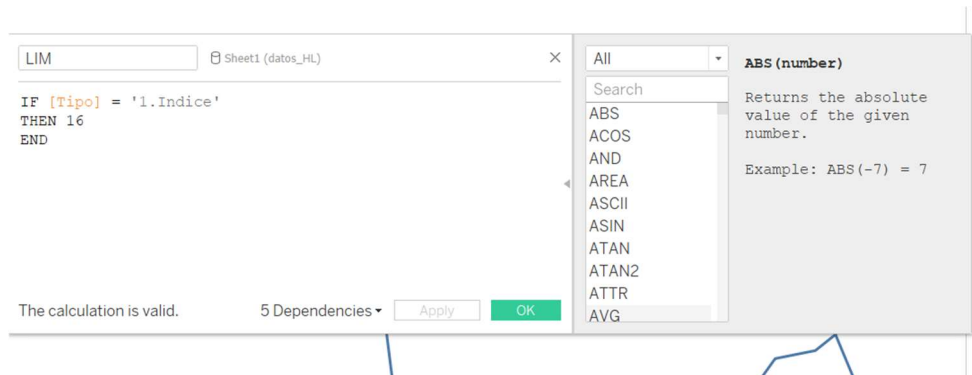 LIM
Sheet1 (datos_HL)
IF [Tipo] = '1.Indice'
THEN 16
END
The calculation is valid.
5 Dependencies
Apply
OK
All
Search
ABS
ACOS
AND
AREA
ASCII
ASIN
ATAN
ATAN2
ATTR
AVG
ABS(number)
Returns the absolute
value of the given
number.
Example: ABS(-7) = 7